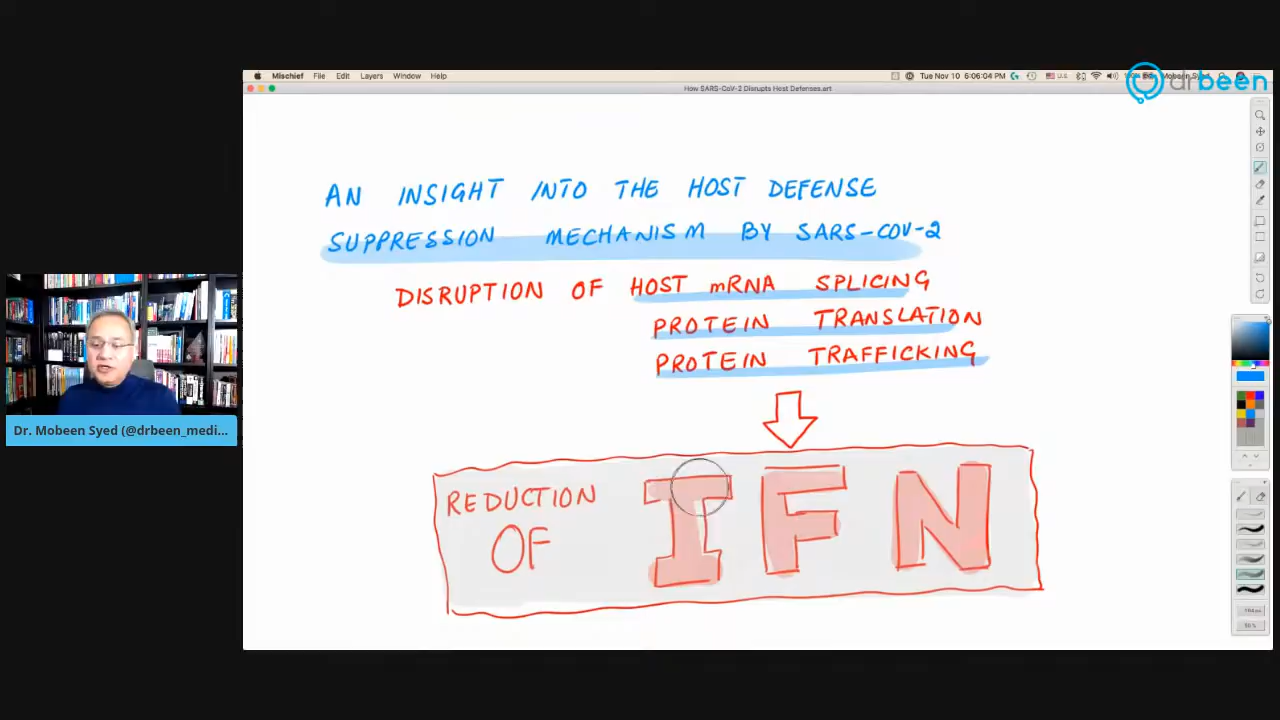 Mischief File Edit Layers Window Help
Tue Nov 10 6:06:04 PM
drbeen
How SARS-CoV-2 Disrupts Host Defenses.art
AN INSIGHT INTO THE HOST DEFENSE
SUPPRESSION MECHANISM BY SARS-COV-2
DISRUPTION OF HOST mRNA SPLICING
PROTEIN TRANSLATION
PROTEIN TRAFFICKING
REDUCTION
OF
IFN
Dr. Mobeen Syed (@drbeen_medi...